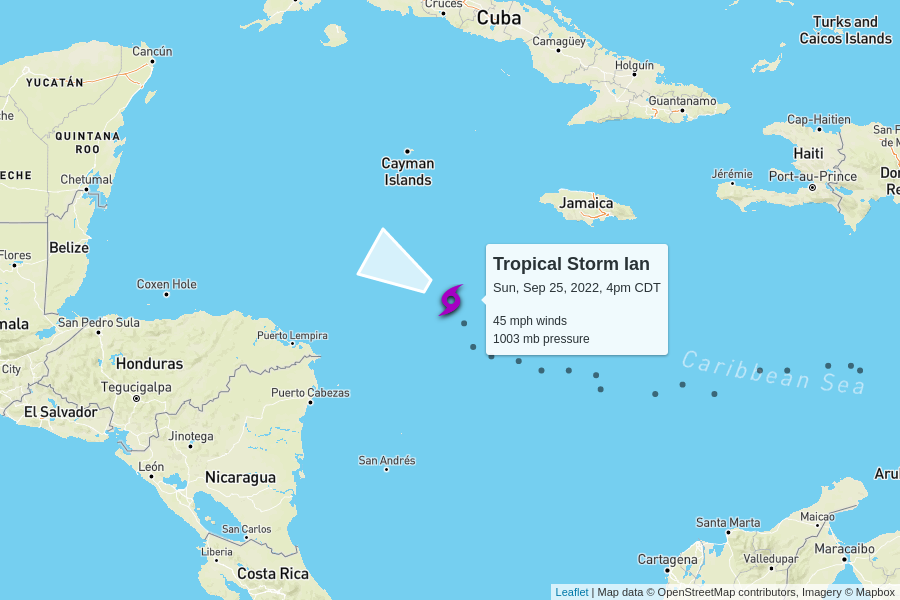 Cruces
Cuba
Turks and
Caicos Islands
Camagüey
Cancún
Holguín
YUCATÁN
Guantanamo
he
Cap-Haitien
San F
de M
QUINTANA
ROO
Haiti
Cayman
Islands
ECHE
Jérémie
Port-au-Prince
Do
Re
Chetumal
Jamaica
Belize
Flores
Tropical Storm Ian
Sun, Sep 25, 2022, 4pm CDT
45 mph winds
1003 mb pressure
Coxen Hole
mala
San Pedro Sula
Puerto Lempira
City
Honduras
Caribbean Sea
Tegucigalpa
Puerto Cabezas
El Salvador
Jinotega
San Andrés
León
Nicaragua
Aru
San Carlos
Santa Marta
Maicao
Liberia
Cartagena
Valledupar
Maracaibo
Costa Rica
Leaflet | Map data © OpenStreetMap contributors, Imagery © Mapbox